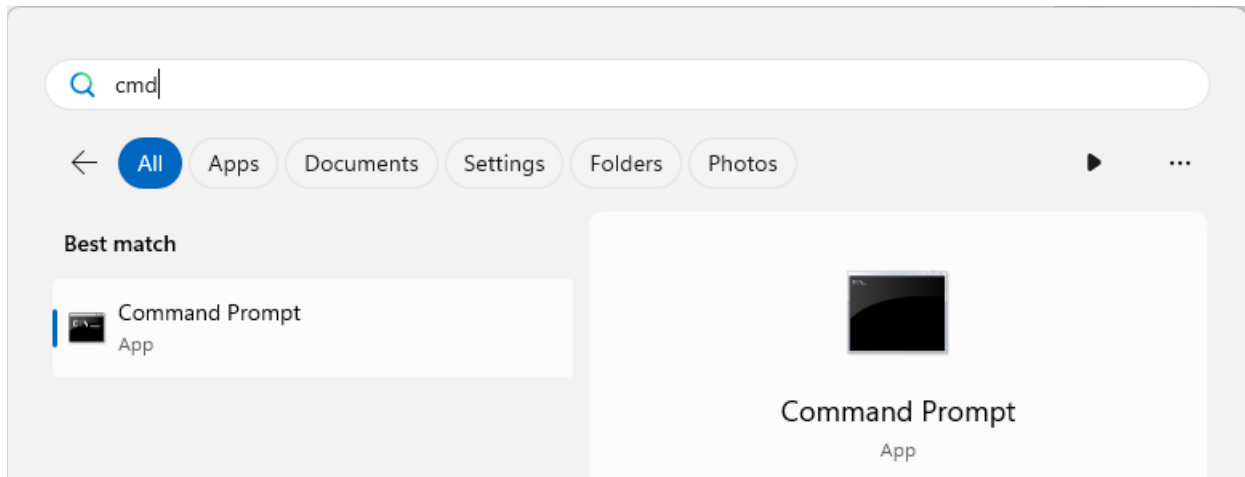 cmd
All Apps Documents Settings Folders Photos
Best match
Command Prompt
App
Command Prompt
App